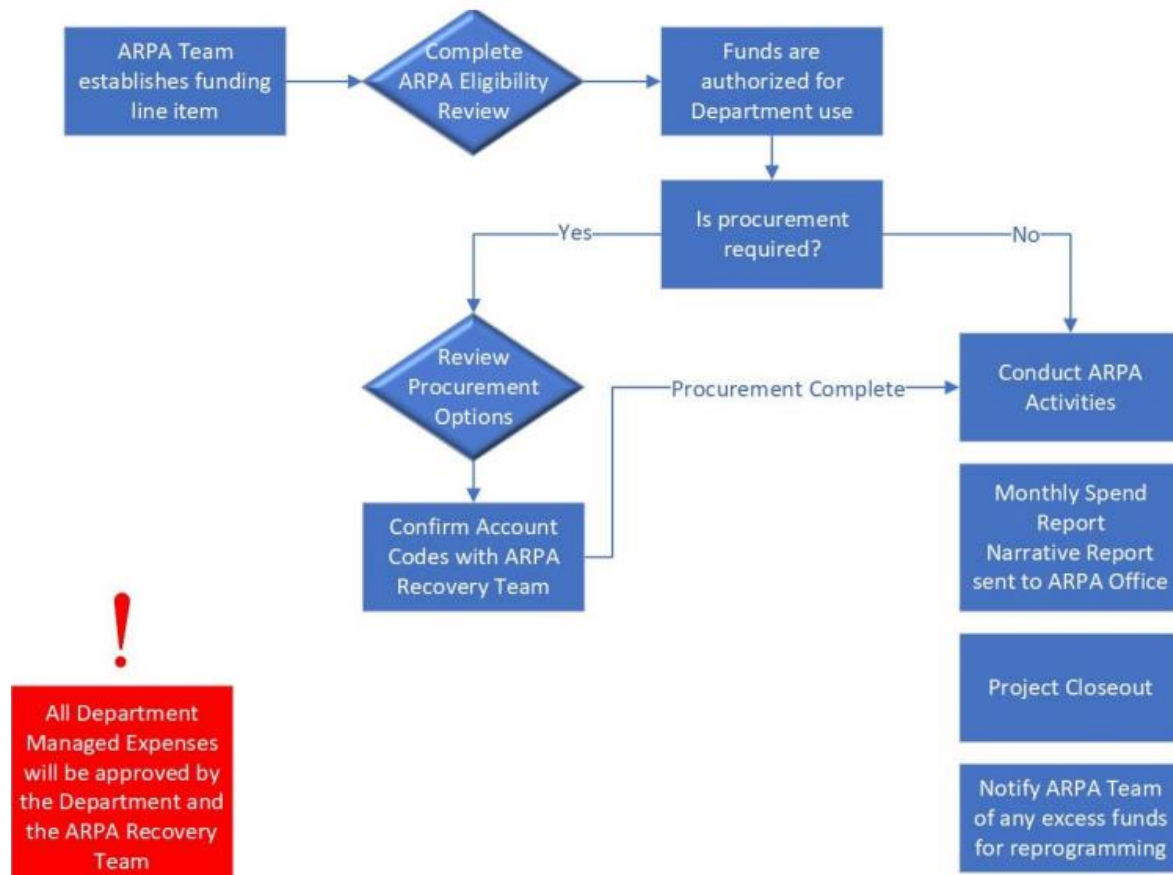 ARPA Team
establishes funding
line item
Complete
ARPA Eligibility
Review
Funds are
authorized for
Department use
Is procurement
required?
Yes
No
Review
Procurement
Options
Procurement Complete
Conduct ARPA
Activities
Confirm Account
Codes with ARPA
Recovery Team
Monthly Spend
Report
Narrative Report
sent to ARPA Office
Project Closeout
Notify ARPA Team
of any excess funds
for reprogramming
!
All Department
Managed Expenses
will be approved by
the Department and
the ARPA Recovery
Team